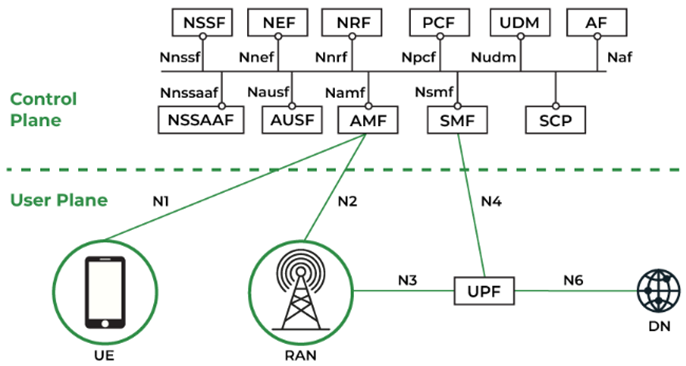 NSSF NEF NRF PCF UDM AF
Nnssf Nnef Nnrf Npcf Nudm Naf
Nnssaaf Nausf Namf Nsmf
Control
Plane
NSSAAF AUSF AMF SMF SCP
User Plane
N1 N2 N4
N3 N6
UPF
DN
UE RAN